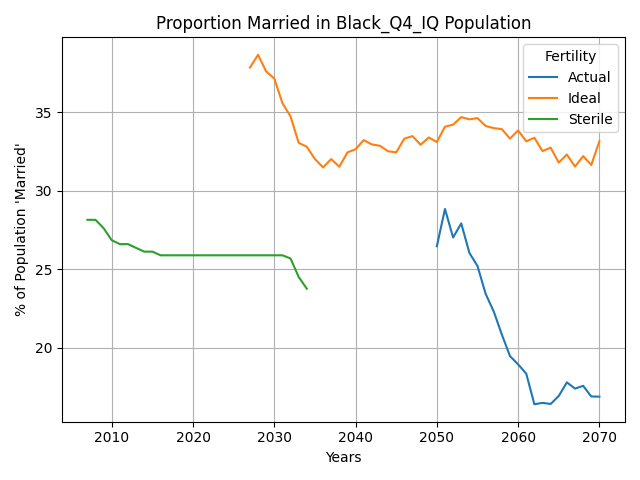 Proportion Married in Black_Q4_IQ Population
% of Population 'Married'
35
30
25
20
Fertility
Actual
Ideal
Sterile
2010 2020 2030 2040 2050 2060 2070
Years